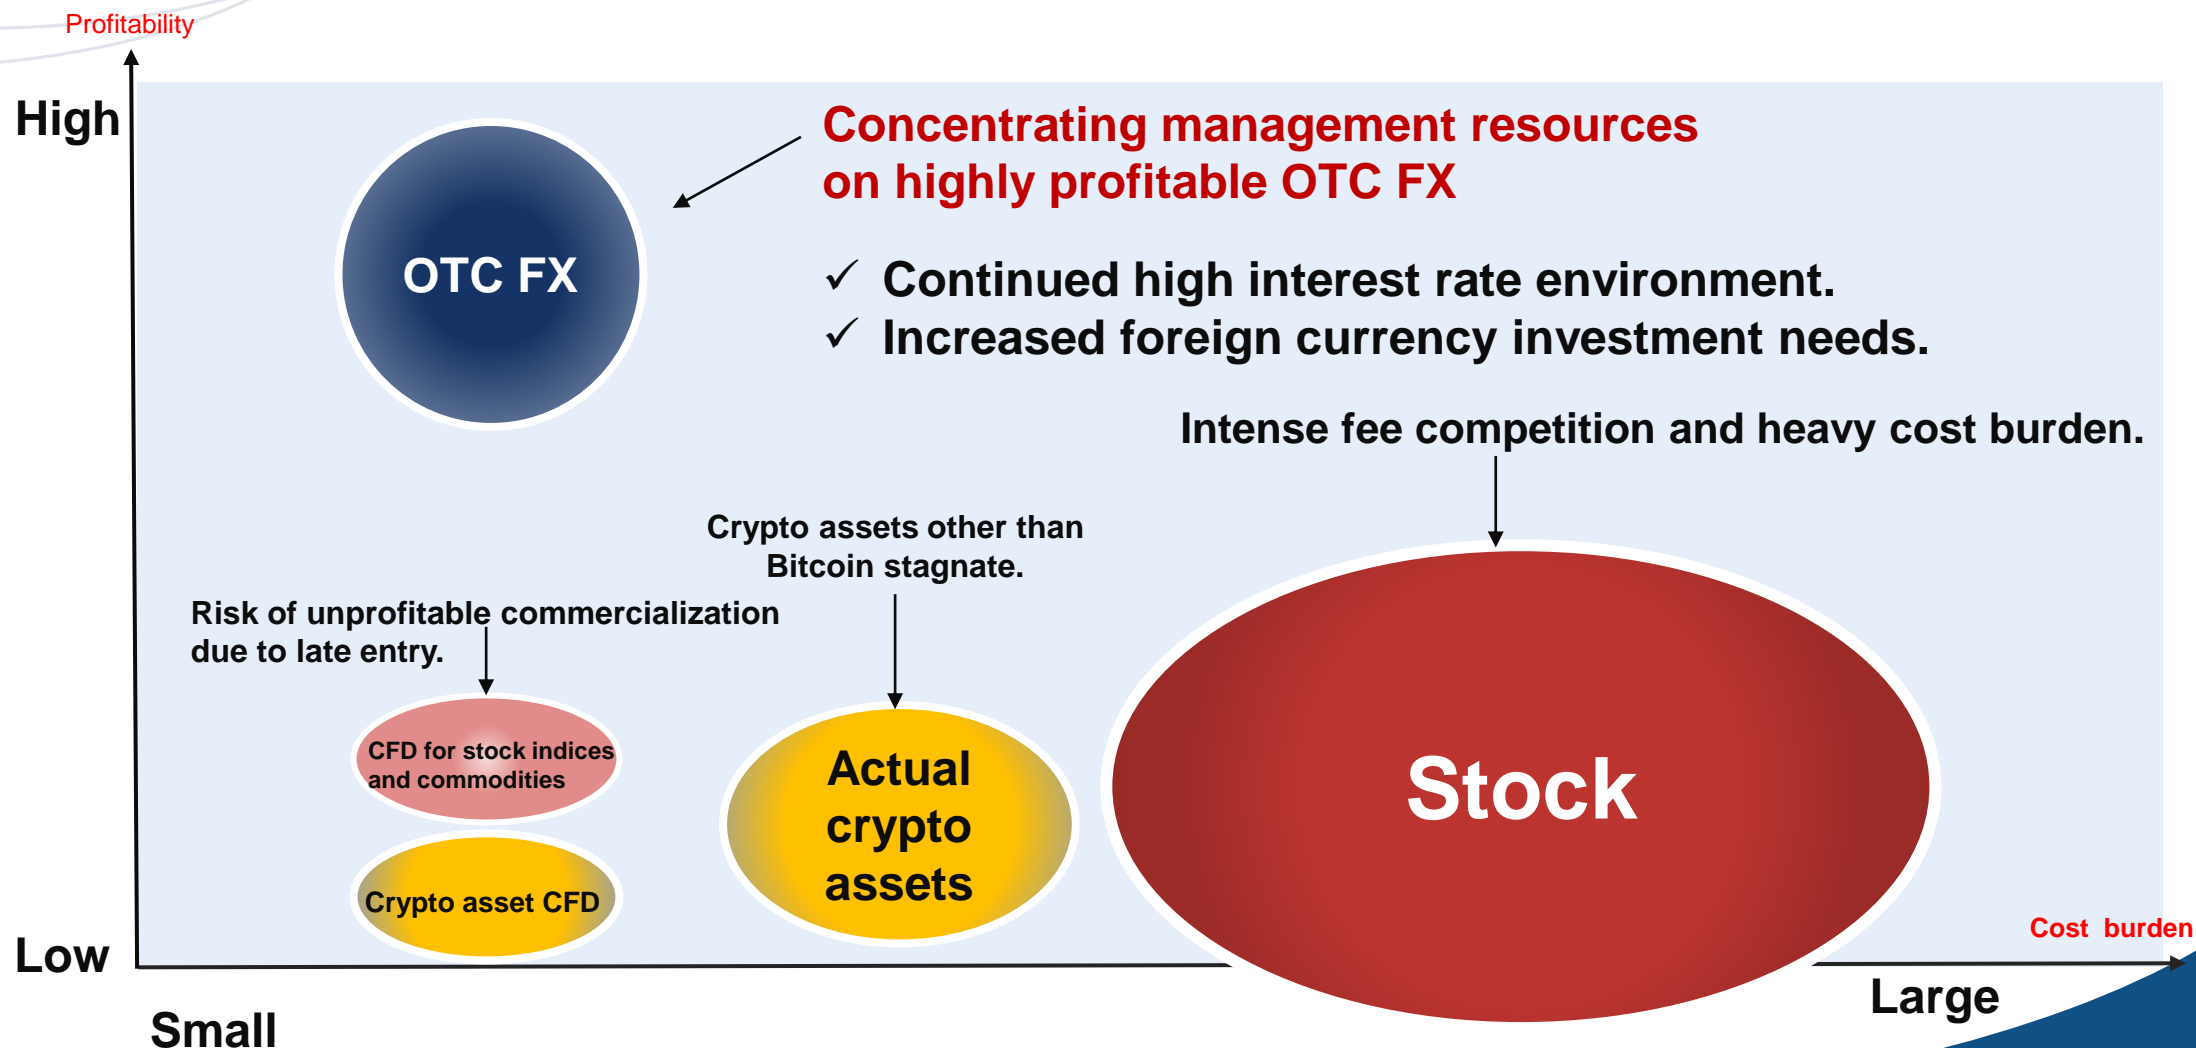 Profitability
High
Concentrating management resources
on highly profitable OTC FX
OTC FX
✓ Continued high interest rate environment.
✓ Increased foreign currency investment needs.
Intense fee competition and heavy cost burden.
Crypto assets other than
Bitcoin stagnate.
Risk of unprofitable commercialization
due to late entry.
CFD for stock indices
and commodities
Actual
crypto
assets
Stock
Crypto asset CFD
Cost burden
Low
Large
Small